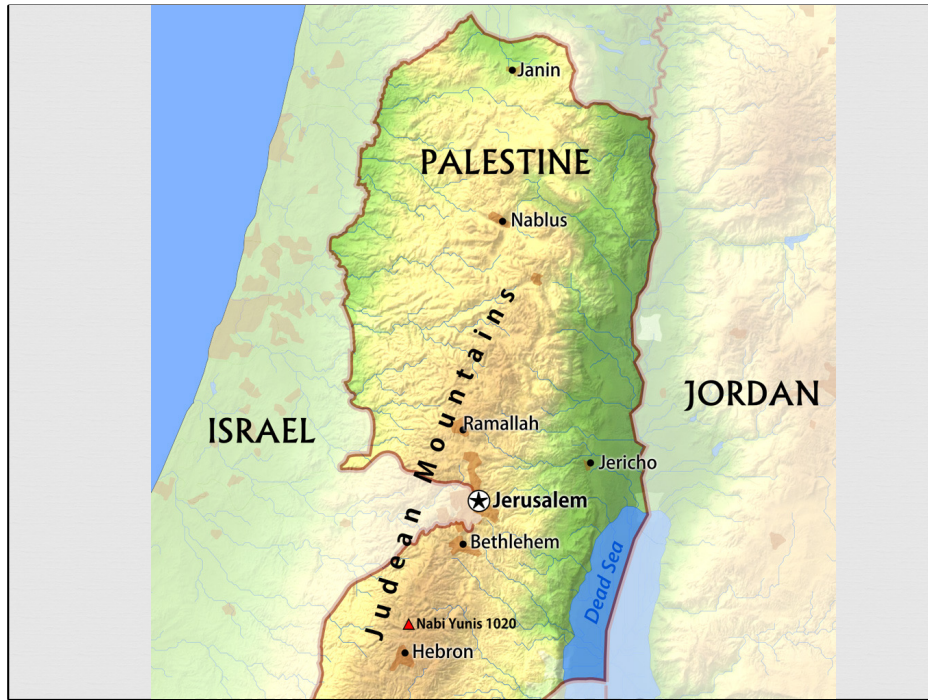 Janin
PALESTINE
Nablus
Judean Mountains
JORDAN
ISRAEL
Ramallah
Jericho
Jerusalem
Bethlehem
Dead Sea
Nabi Yunis 1020
Hebron